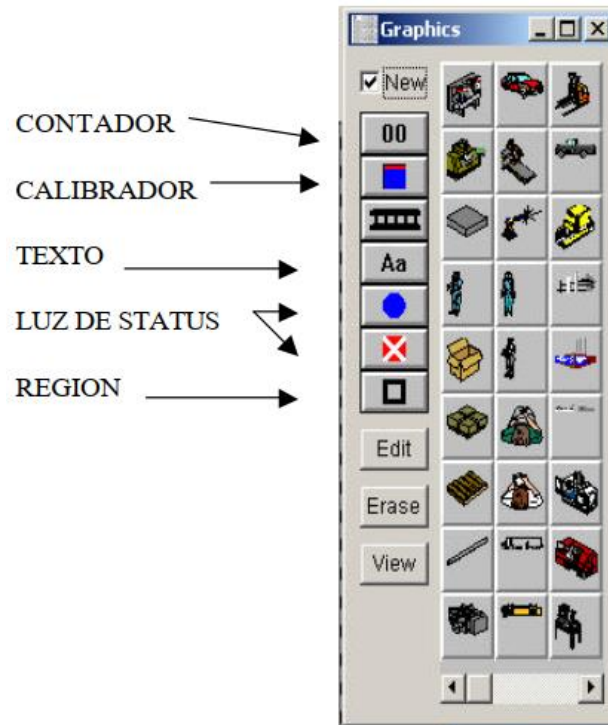 Graphics
New
CONTADOR
00
CALIBRADOR
TEXTO
Aa
LUZ DE STATUS
REGION
Edit
Erase
View